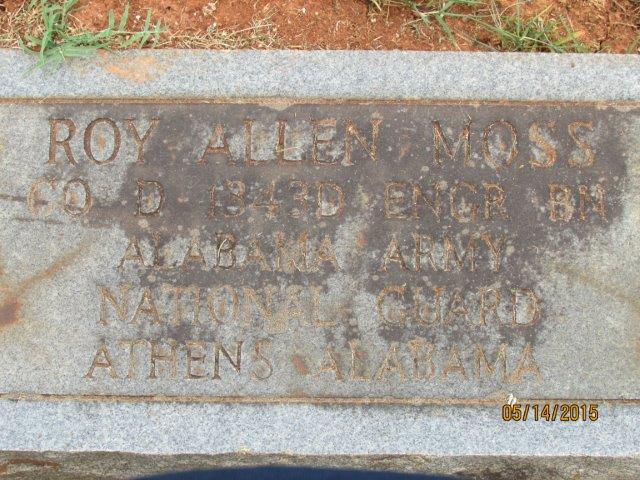 ROY ALLEN MOSS
CO D 1343D ENGR BN
ALABAMA ARMY
NATIONAL GUARD
ATHENS ALABAMA
05/14/2015